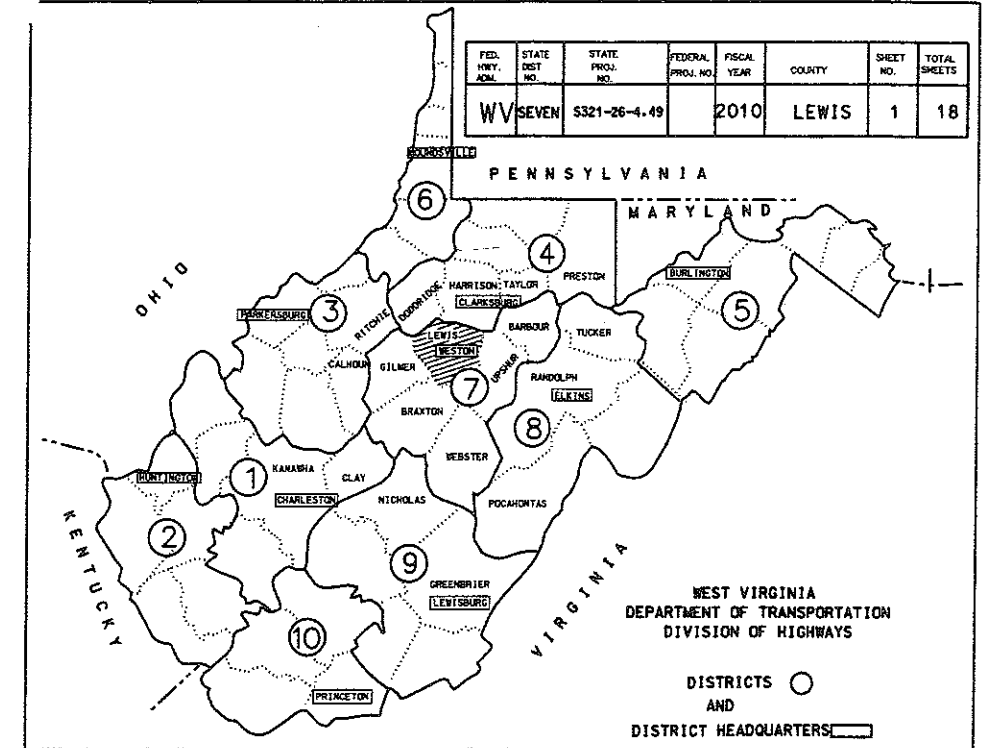 FED. HWY. ADM.
STATE DIST NO.
STATE PROJ. NO.
FEDERAL PROJ. NO.
FISCAL YEAR
COUNTY
SHEET NO.
TOTAL SHEETS
WV SEVEN S321-26-4.49 2010 LEWIS 1 18
MOUNDSVILLE
PENNSYLVANIA
6
MARYLAND
4
PRESTON
BURLINGTON
OHIO
HARRISON TAYLOR
DODDRIDGE
CLARKSBURG
5
3
PARKERSBURG
RITCHIE
BARBOUR
TUCKER
LEWIS
WESTON
CALHOUN
GILMER
UPSHUR
RANDOLPH
7
ELKINS
BRAXTON
8
WEBSTER
KANAWHA
1
HUNTINGTON
CLAY
CHARLESTON
NICHOLAS
POCAHONTAS
2
KENTUCKY
9
GREENBRIER
LEWISBURG
VIRGINIA
10
PRINCETON
WEST VIRGINIA
DEPARTMENT OF TRANSPORTATION
DIVISION OF HIGHWAYS
DISTRICTS
AND
DISTRICT HEADQUARTERS